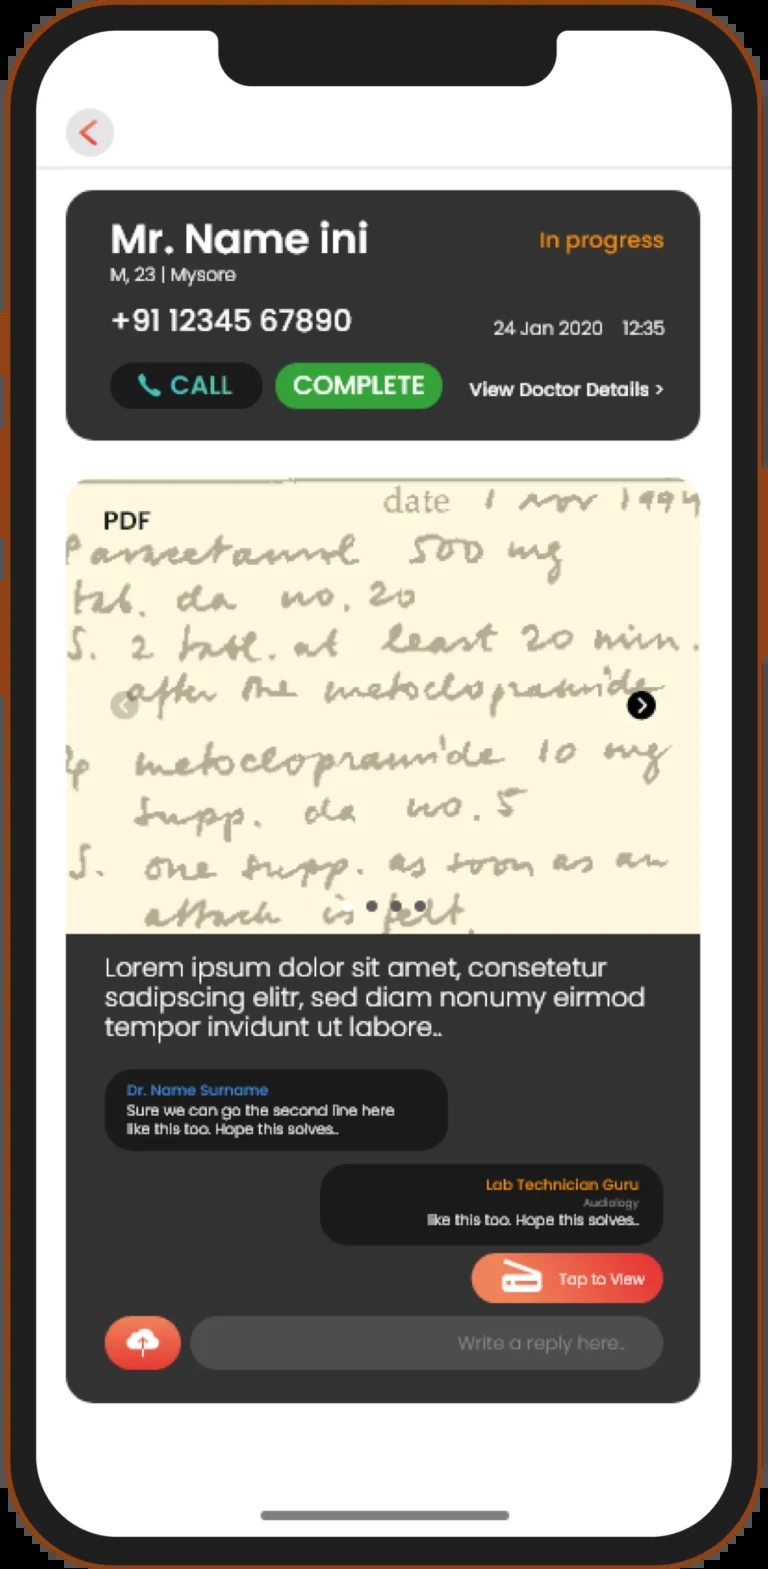 Mr. Name ini
In progress
M, 23 | Mysore
+91 12345 67890
24 Jan 2020 12:35
CALL
COMPLETE
View Doctor Details >
date 1 nov 1994
PDF
Paracetamol 500 mg
tab. da no. 20
S. 2 tabl. at least 20 min.
after the metoclopramide
metoclopramide 10 mg
supp. da no. 5
S. one supp. as soon as an
attack is felt.
Lorem ipsum dolor sit amet, consetetur
sadipscing elitr, sed diam nonumy eirmod
tempor invidunt ut labore..
Dr. Name Surname
Sure we can go the second line here
like this too. Hope this solves..
Lab Technician Guru
Audiology
like this too. Hope this solves..
Tap to View
Write a reply here..